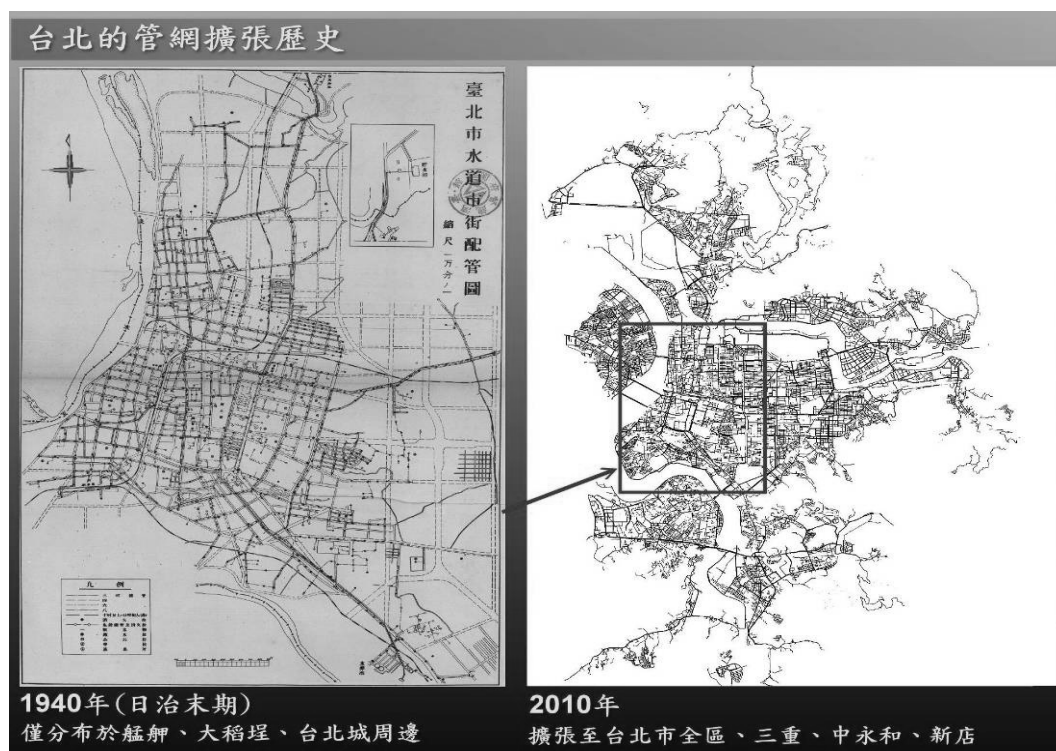 台北的管網擴張歷史
臺北市水道市街配管圖
縮尺一万分ノ一
凡例
1940年(日治末期)
僅分布於艋舺、大稻埕、台北城周邊
2010年
擴張至台北市全區、三重、中永和、新店